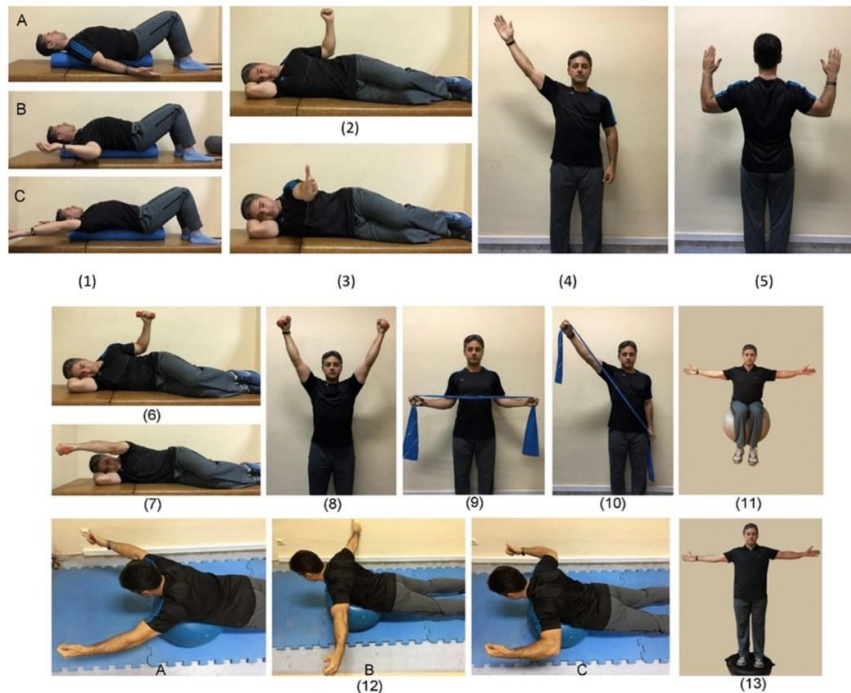 A
B
C
(1)
(2)
(3)
(4)
(5)
(6)
(7)
(8)
(9)
(10)
(11)
A
B
C
(12)
(13)